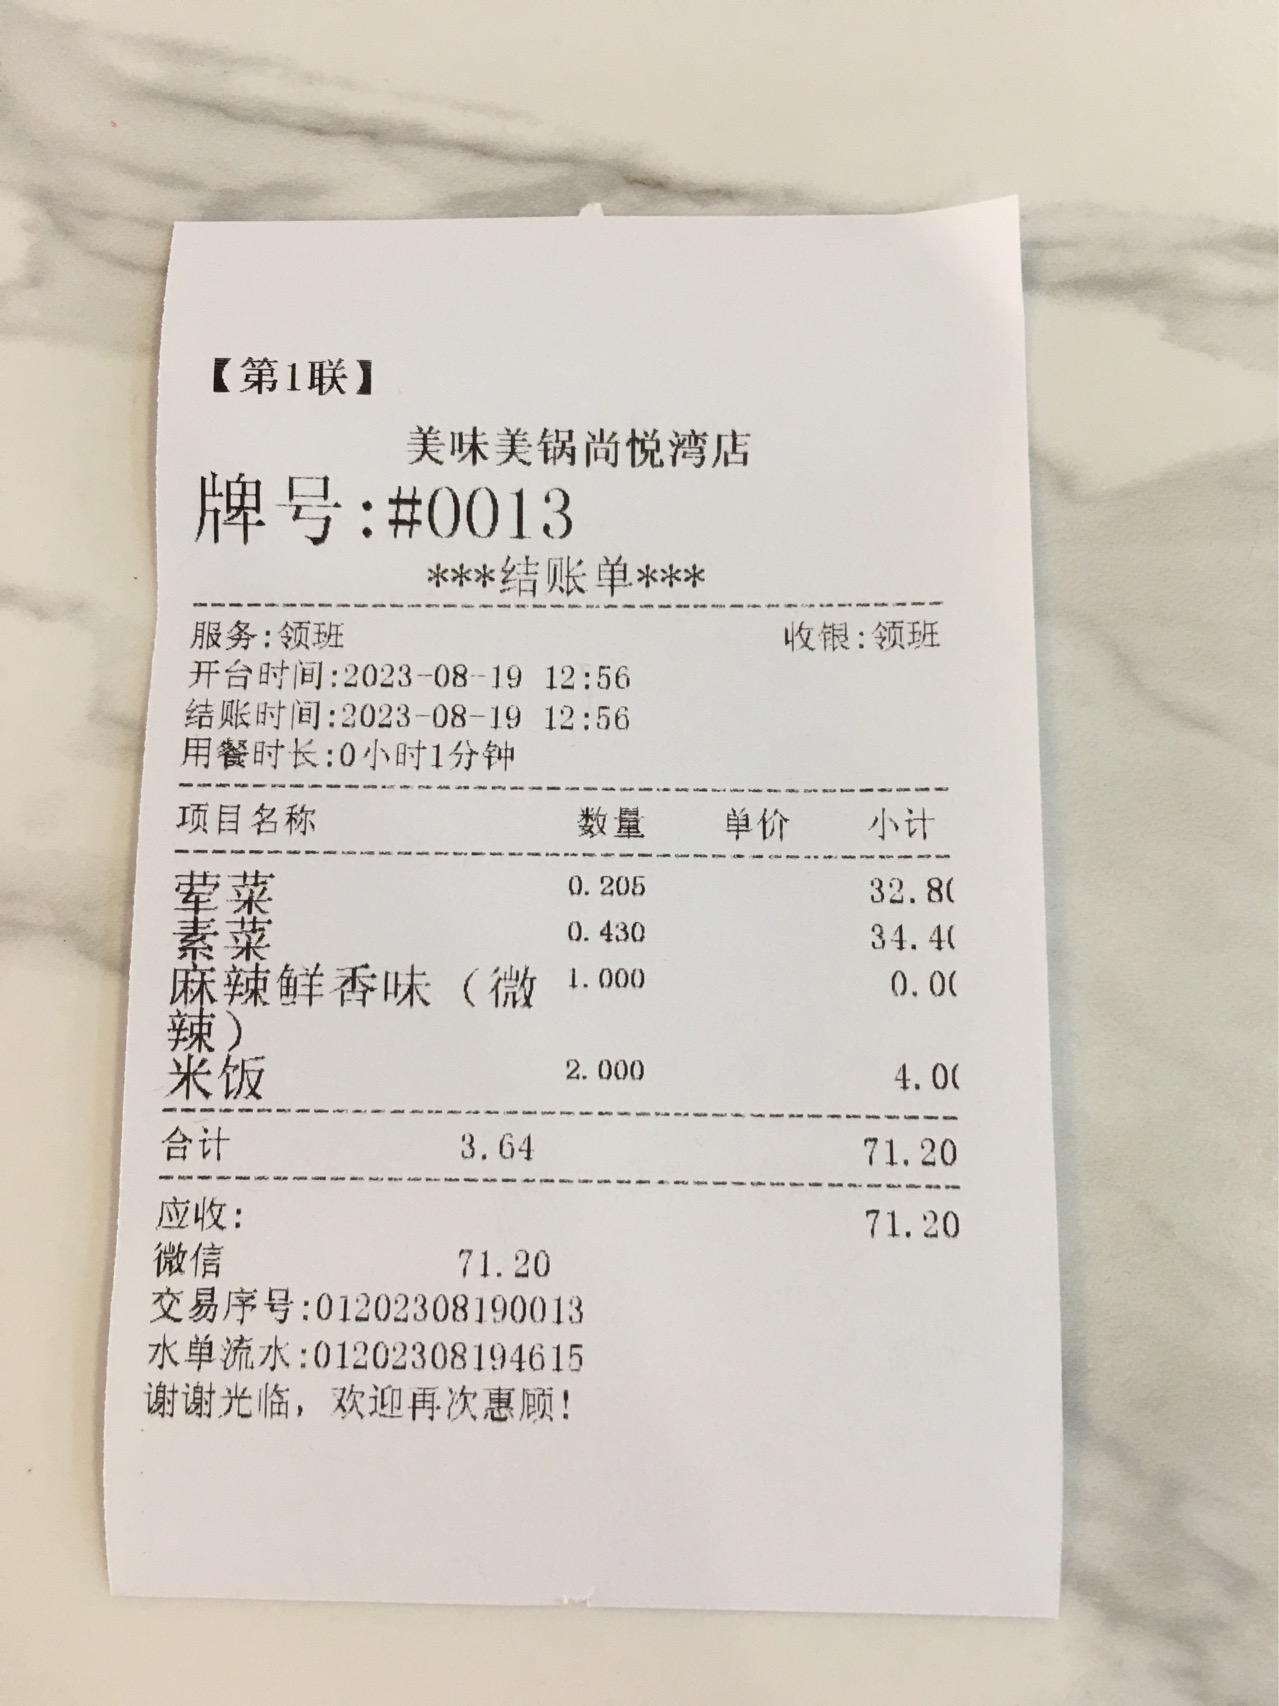 【第1联】
美味美锅尚悦湾店
牌号:#0013
***结账单***
服务:领班 收银:领班
开台时间:2023-08-19 12:56
结账时间:2023-08-19 12:56
用餐时长:0小时1分钟
项目名称 数量 单价 小计
荤菜 0.205 32.80
素菜 0.430 34.40
麻辣鲜香味（微 1.000 0.00
辣）
米饭 2.000 4.00
合计 3.64 71.20
应收: 71.20
微信 71.20
交易序号:01202308190013
水单流水:01202308194615
谢谢光临，欢迎再次惠顾!